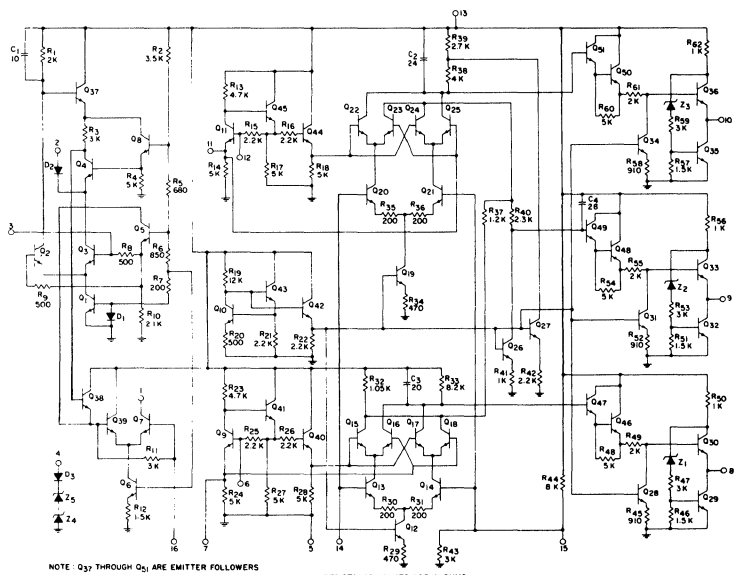 13
C1
10
R1
2K
R2
3.5K
Q37
R3
3K
2
D2
Q4
Q8
R4
5K
R5
680
3
Q2
Q3
R8
500
Q5
R6
850
R7
200
R9
500
Q1
D1
R10
2.1K
R13
4.7K
Q45
Q11
R15
2.2K
R16
2.2K
Q44
11
12
R14
5K
R17
5K
R18
5K
R39
2.7K
C2
24
R38
4K
Q22
Q23
Q24
Q25
Q20
Q21
R35
200
R36
200
R37
1.2K
R40
2.3K
Q19
R34
470
R19
12K
Q43
Q10
Q42
R20
500
R21
2.2K
R22
2.2K
Q27
Q26
R41
1K
R42
2.2K
Q51
Q50
R60
5K
R61
2K
R62
1K
Q36
Z3
R59
3K
10
Q34
Q35
R58
910
R57
1.5K
C4
28
Q49
Q48
R54
5K
R55
2K
R56
1K
Q33
Z2
R53
3K
9
Q31
Q32
R52
910
R51
1.5K
Q38
Q39
1
Q7
R11
3K
4
D3
Z5
Z4
Q6
R12
1.5K
16
R23
4.7K
Q41
Q9
R25
2.2K
R26
2.2K
Q40
6
R24
5K
R27
5K
R28
5K
7
5
R32
1.05K
C3
20
R33
8.2K
Q15
Q16
Q17
Q18
Q13
Q14
R30
200
R31
200
Q12
R29
470
R43
3K
14
R44
8K
15
Q47
Q46
R48
5K
R49
2K
R50
1K
Q30
Z1
R47
3K
8
Q28
Q29
R45
910
R46
1.5K
NOTE: Q37 THROUGH Q51 ARE EMITTER FOLLOWERS